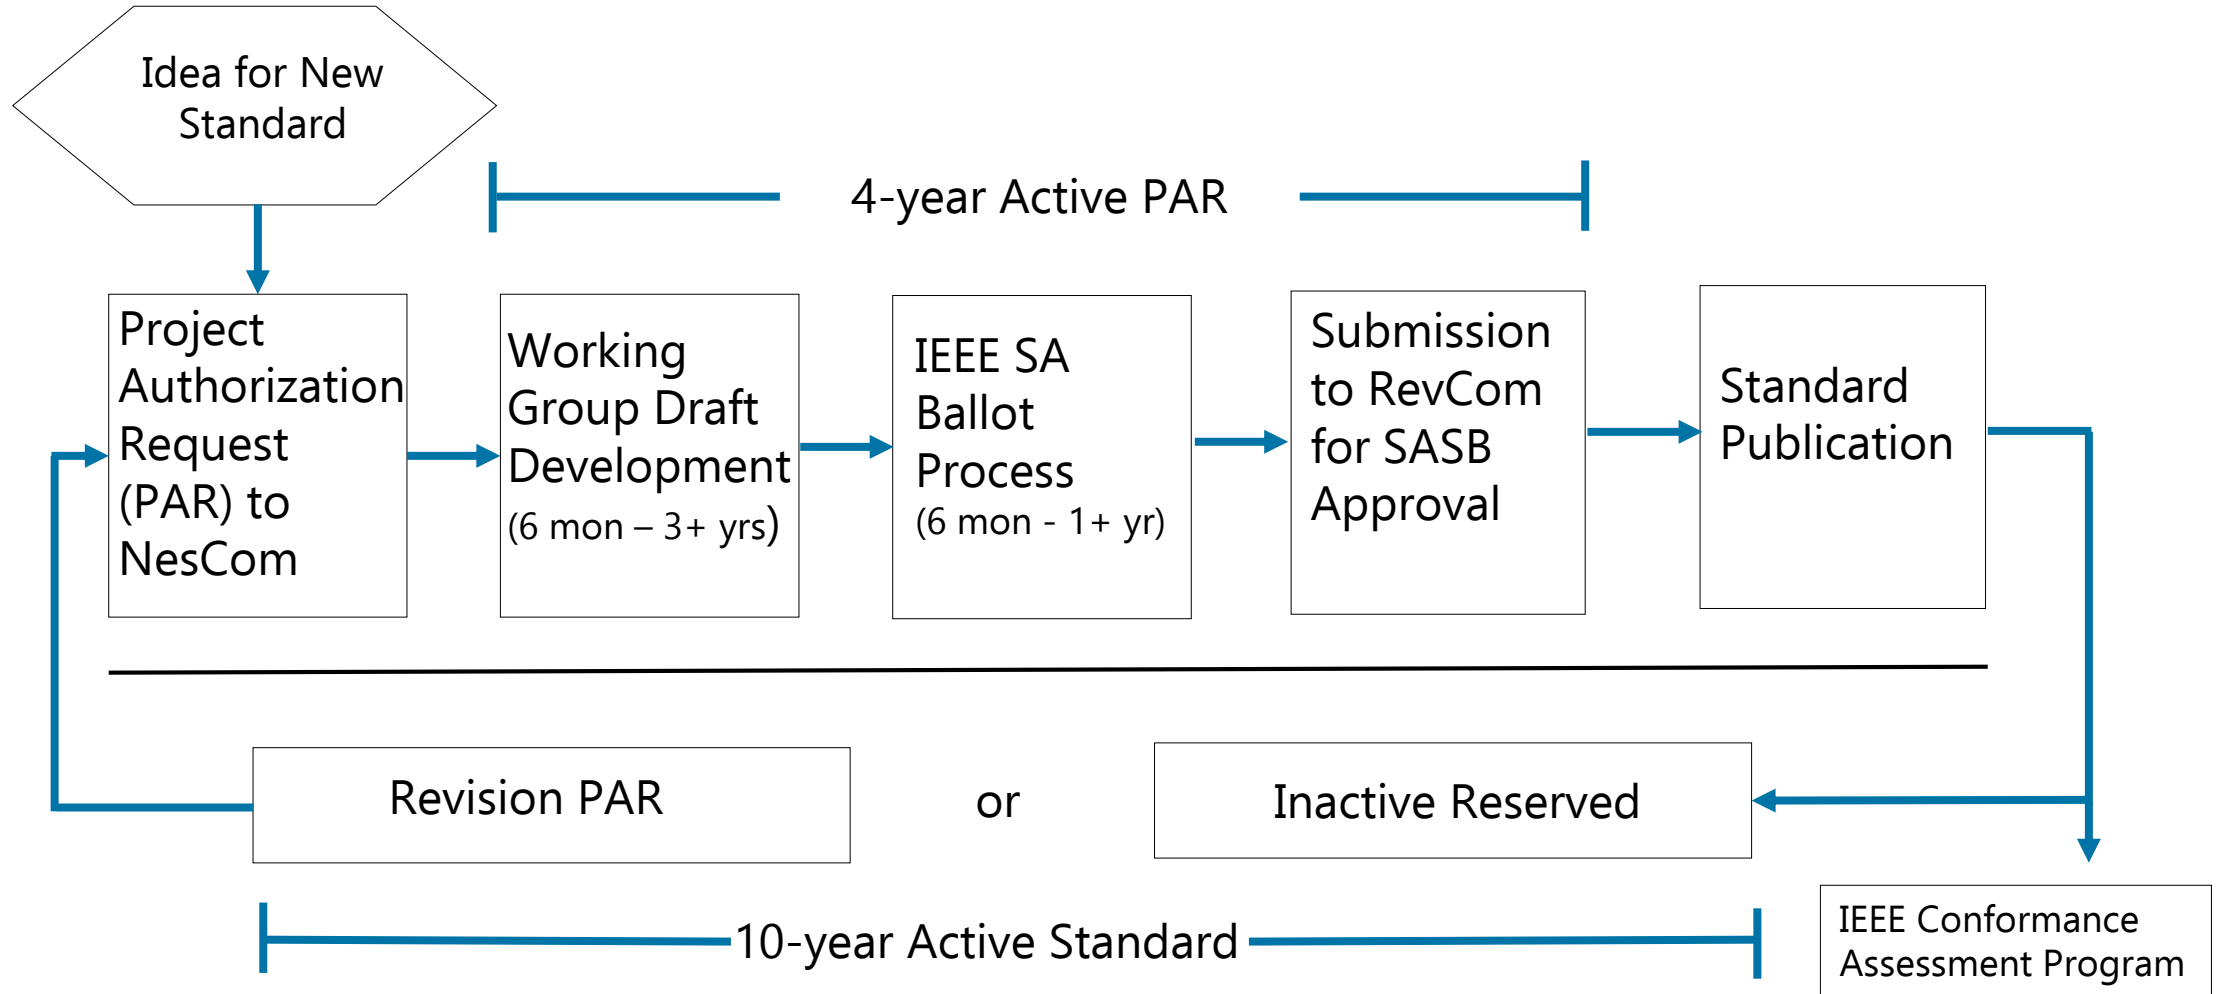 Idea for New
Standard
4-year Active PAR
Project
Authorization
Request
(PAR) to
NesCom
Working
Group Draft
Development
(6 mon – 3+ yrs)
IEEE SA
Ballot
Process
(6 mon - 1+ yr)
Submission
to RevCom
for SASB
Approval
Standard
Publication
Revision PAR
or
Inactive Reserved
10-year Active Standard
IEEE Conformance
Assessment Program